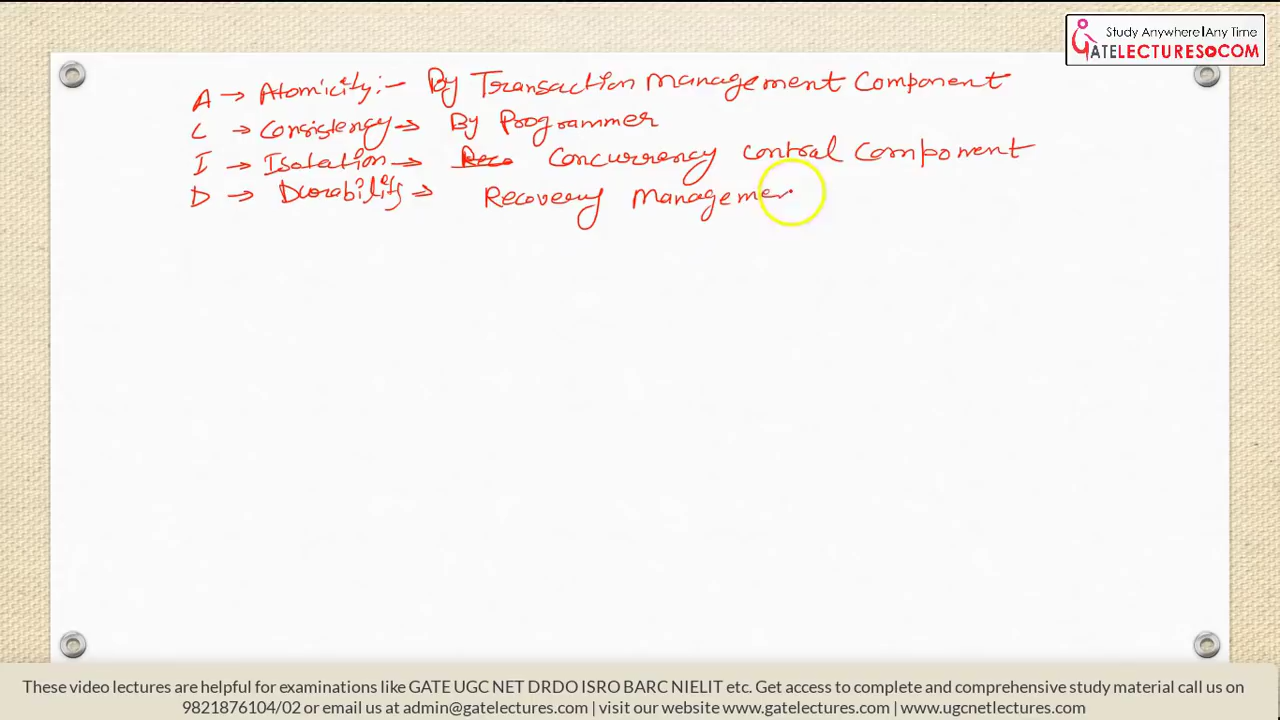 Study Anywhere|Any Time
GATELECTURES.COM
A → Atomicity:- By Transaction Management Component
C → Consistency → By Programmer
I → Isolation → Reco Concurrency control Component
D → Durability → Recovery Managemer
These video lectures are helpful for examinations like GATE UGC NET DRDO ISRO BARC NIELIT etc. Get access to complete and comprehensive study material call us on
9821876104/02 or email us at admin@gatelectures.com | visit our website www.gatelectures.com | www.ugcnetlectures.com